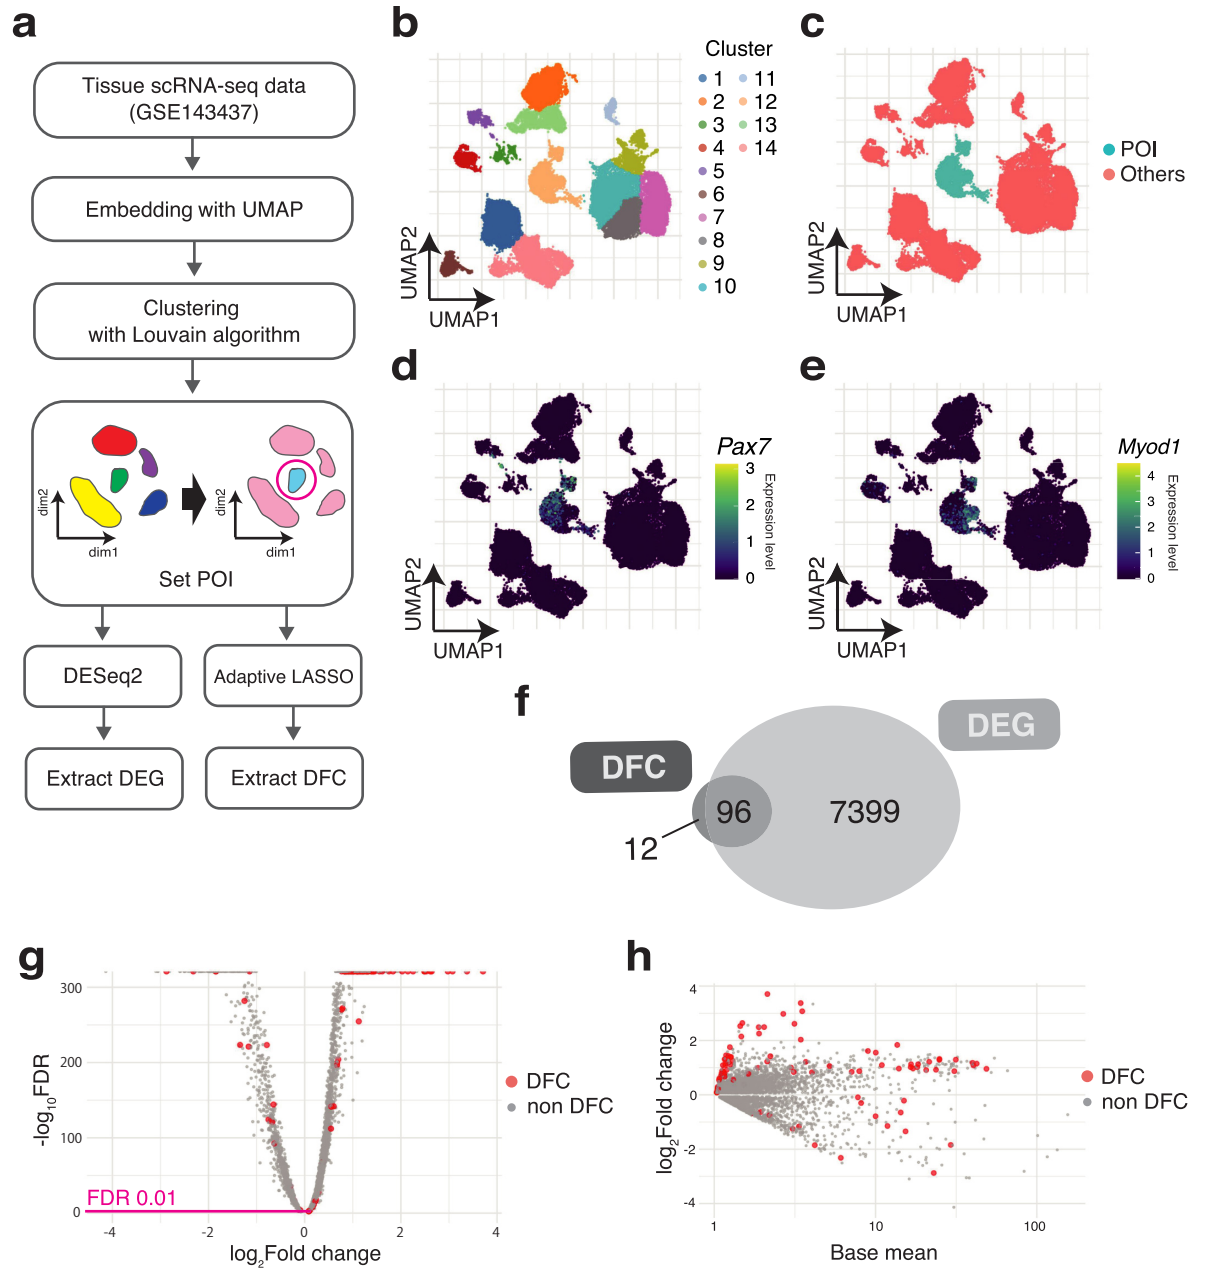 a
Tissue scRNA-seq data
(GSE143437)
Embedding with UMAP
Clustering
with Louvain algorithm
dim2
dim1
dim2
dim1
Set POI
DESeq2
Adaptive LASSO
Extract DEG
Extract DFC
b
Cluster
1
2
3
4
5
6
7
8
9
10
11
12
13
14
UMAP2
UMAP1
c
POI
Others
UMAP2
UMAP1
d
Pax7
3
2
1
0
Expression level
UMAP2
UMAP1
e
Myod1
4
3
2
1
0
Expression level
UMAP2
UMAP1
f
DFC
DEG
96
7399
12
g
-log10FDR
300
200
100
0
FDR 0.01
-4
-2
0
2
4
log2Fold change
DFC
non DFC
h
log2Fold change
4
2
0
-2
-4
1
10
100
Base mean
DFC
non DFC